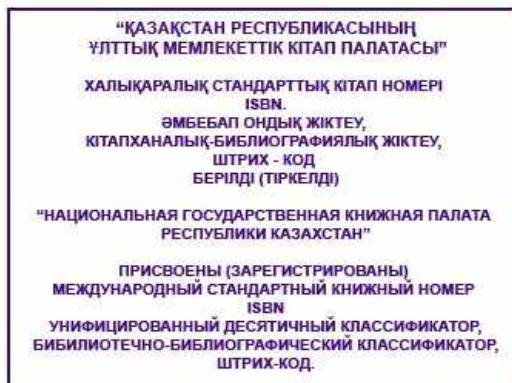 “ҚАЗАҚСТАН РЕСПУБЛИКАСЫНЫҢ
ҰЛТТЫҚ МЕМЛЕКЕТТІК КІТАП ПАЛАТАСЫ”
ХАЛЫҚАРАЛЫҚ СТАНДАРТТЫҚ КІТАП НОМЕРІ
ISBN.
ӘМБЕБАП ОНДЫҚ ЖІКТЕУ,
КІТАПХАНАЛЫҚ-БИБЛИОГРАФИЯЛЫҚ ЖІКТЕУ,
ШТРИХ - КОД
БЕРІЛДІ (ТІРКЕЛДІ)
“НАЦИОНАЛЬНАЯ ГОСУДАРСТВЕННАЯ КНИЖНАЯ ПАЛАТА
РЕСПУБЛИКИ КАЗАХСТАН”
ПРИСВОЕНЫ (ЗАРЕГИСТРИРОВАНЫ)
МЕЖДУНАРОДНЫЙ СТАНДАРТНЫЙ КНИЖНЫЙ НОМЕР
ISBN
УНИФИЦИРОВАННЫЙ ДЕСЯТИЧНЫЙ КЛАССИФИКАТОР,
БИБИЛИОТЕЧНО-БИБЛИОГРАФИЧЕСКИЙ КЛАССИФИКАТОР,
ШТРИХ-КОД.